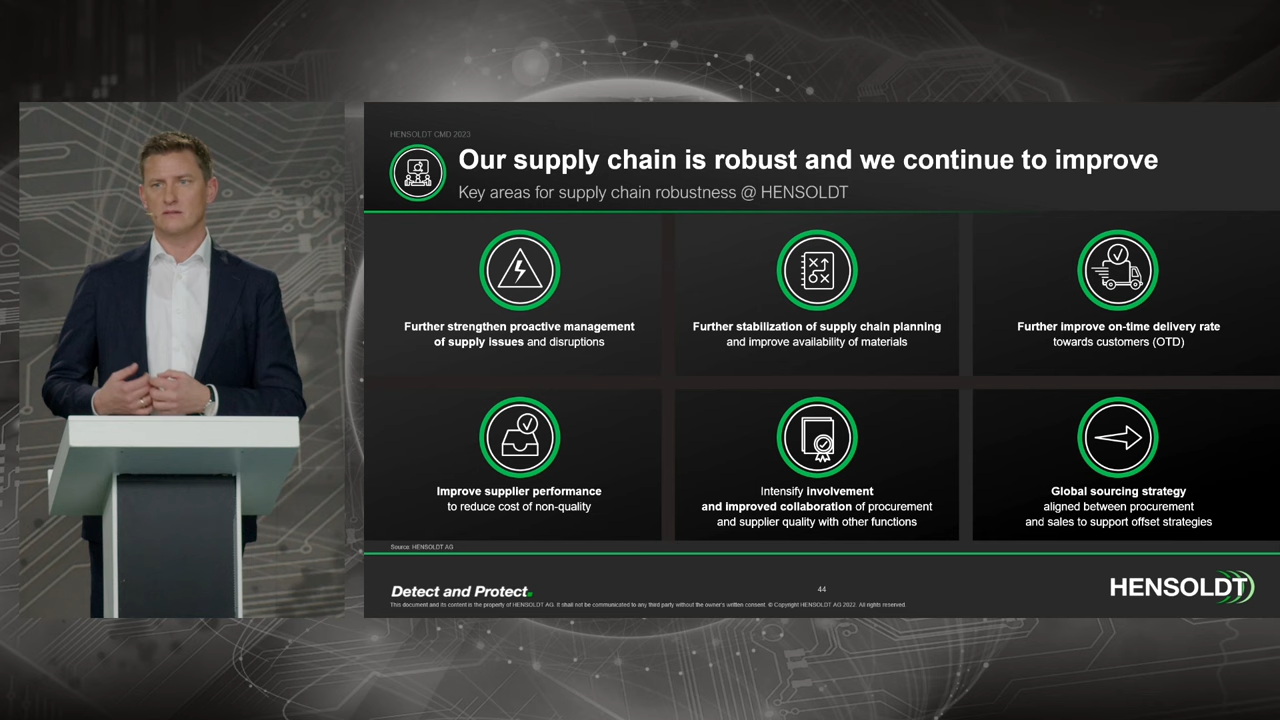 HENSOLDT CMD 2023
Our supply chain is robust and we continue to improve
Key areas for supply chain robustness @ HENSOLDT
Further strengthen proactive management
of supply issues and disruptions
Further stabilization of supply chain planning
and improve availability of materials
Further improve on-time delivery rate
towards customers (OTD)
Improve supplier performance
to reduce cost of non-quality
Intensify involvement
and improved collaboration of procurement
and supplier quality with other functions
Global sourcing strategy
aligned between procurement
and sales to support offset strategies
Source: HENSOLDT AG
Detect and Protect.
44
HENSOLDT
This document and its content is the property of HENSOLDT AG. It shall not be communicated to any third party without the owner's written consent. © Copyright HENSOLDT AG 2022. All rights reserved.